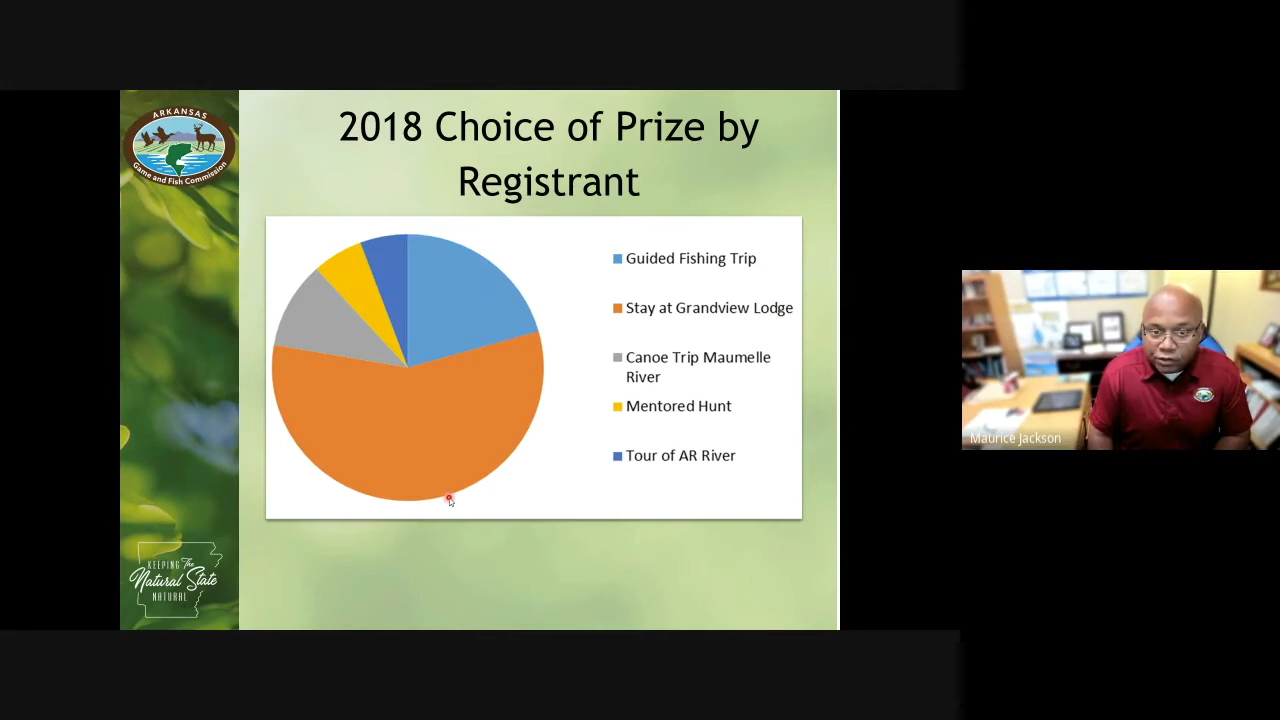 ARKANSAS
Game and Fish Commission
2018 Choice of Prize by
Registrant
Guided Fishing Trip
Stay at Grandview Lodge
Canoe Trip Maumelle
River
Mentored Hunt
Tour of AR River
KEEPING The
Natural State
NATURAL
Maurice Jackson